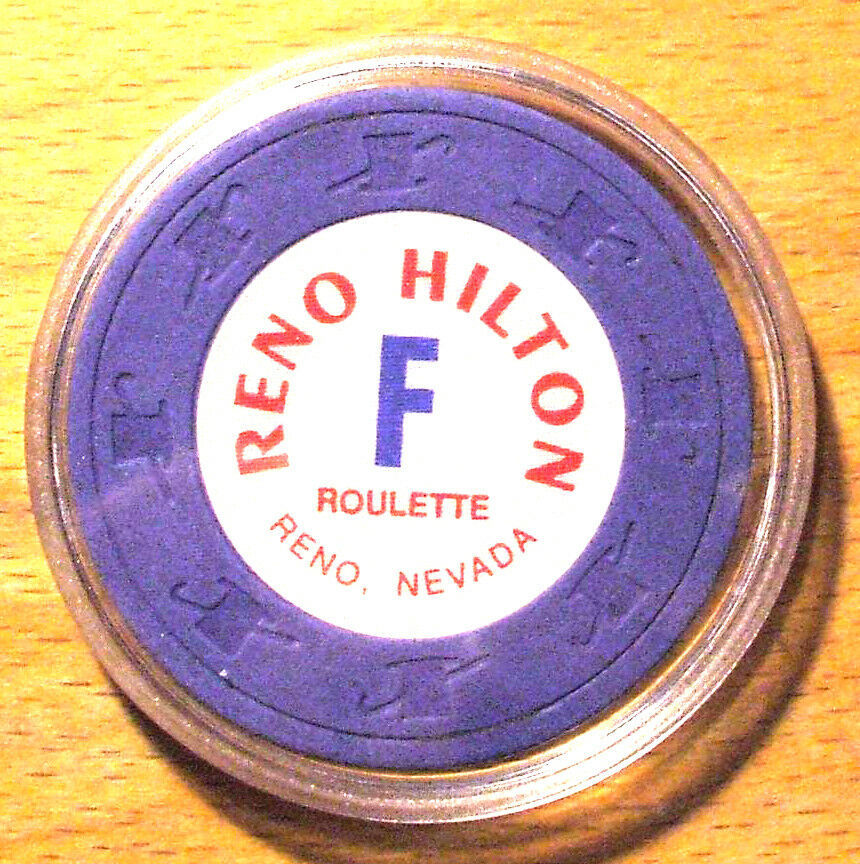 RENO HILTON
F
ROULETTE
RENO, NEVADA